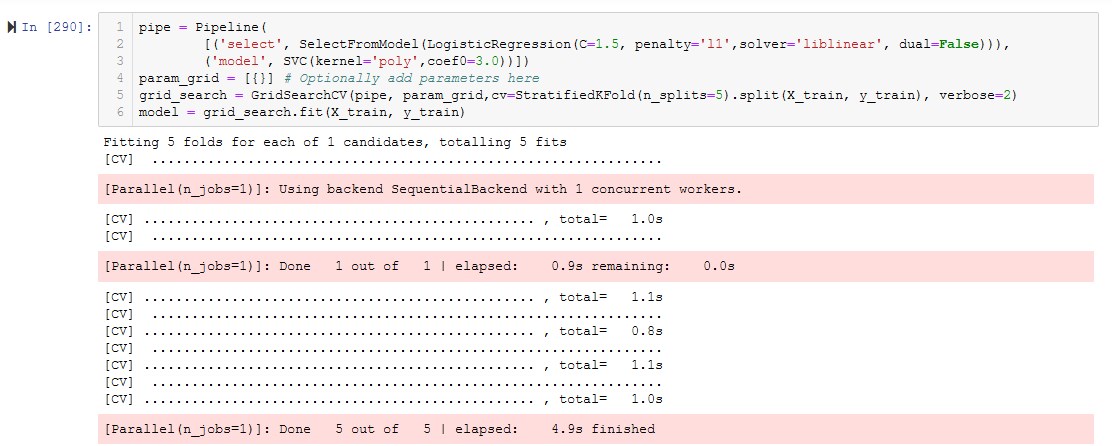 In [290]:
1 pipe = Pipeline(
2 [('select', SelectFromModel(LogisticRegression(C=1.5, penalty='l1',solver='liblinear', dual=False))),
3 ('model', SVC(kernel='poly',coef0=3.0))])
4 param_grid = [{}] # Optionally add parameters here
5 grid_search = GridSearchCV(pipe, param_grid,cv=StratifiedKFold(n_splits=5).split(X_train, y_train), verbose=2)
6 model = grid_search.fit(X_train, y_train)
Fitting 5 folds for each of 1 candidates, totalling 5 fits
[CV] ................................................................
[Parallel(n_jobs=1)]: Using backend SequentialBackend with 1 concurrent workers.
[CV] ................................................. , total= 1.0s
[CV] ................................................................
[Parallel(n_jobs=1)]: Done 1 out of 1 | elapsed: 0.9s remaining: 0.0s
[CV] ................................................. , total= 1.1s
[CV] ................................................................
[CV] ................................................. , total= 0.8s
[CV] ................................................................
[CV] ................................................. , total= 1.1s
[CV] ................................................................
[CV] ................................................. , total= 1.0s
[Parallel(n_jobs=1)]: Done 5 out of 5 | elapsed: 4.9s finished